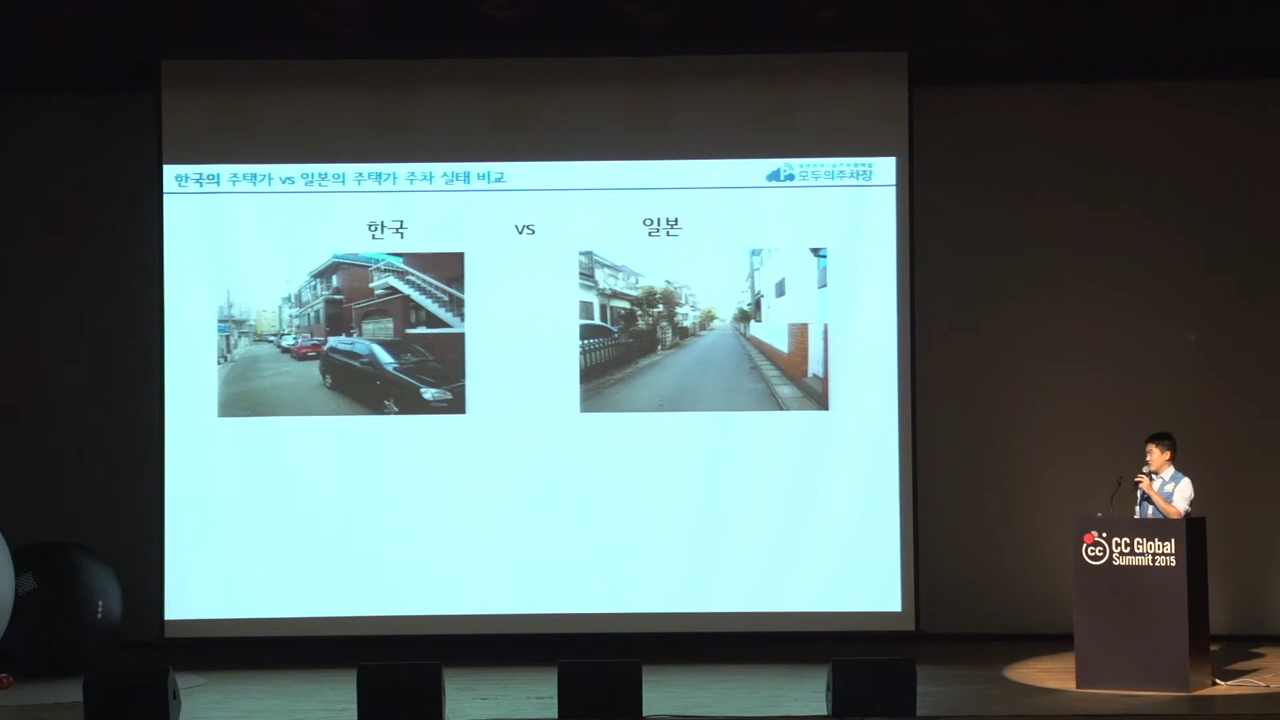 한국의 주택가 vs 일본의 주택가 주차 실태 비교
모두의주차장
한국 vs 일본
CC Global
Summit 2015
cc